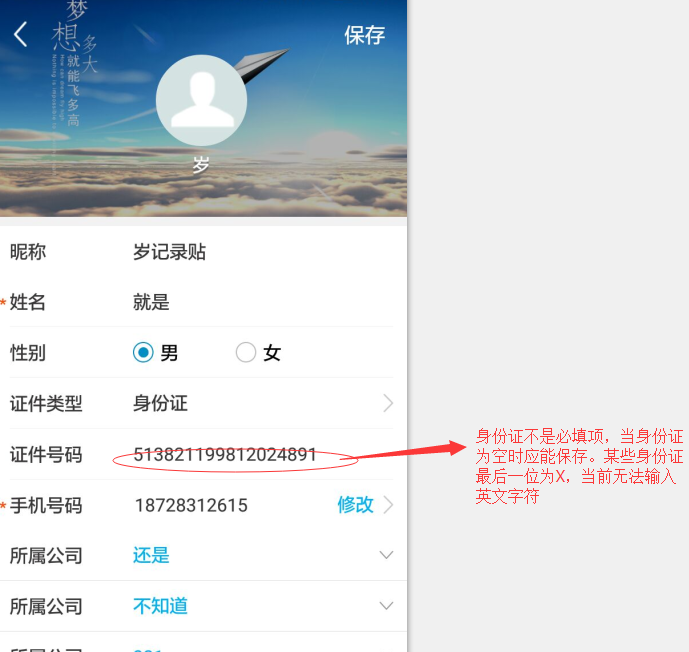 梦
想
多大
就能飞多高
保存
岁
昵称 岁记录贴
*姓名 就是
性别 男 女
证件类型 身份证
证件号码 513821199812024891
*手机号码 18728312615 修改
所属公司 还是
所属公司 不知道
身份证不是必填项，当身份证
为空时应能保存。某些身份证
最后一位为X，当前无法输入
英文字符